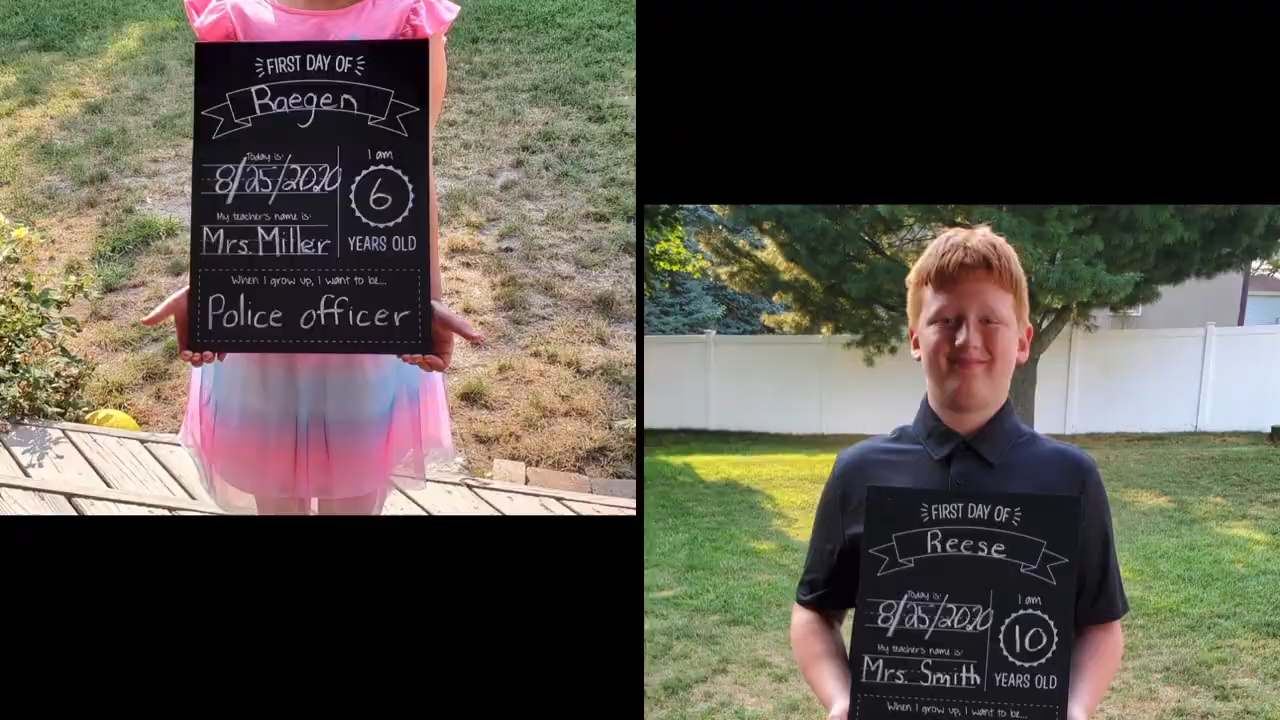 FIRST DAY OF
Raegen
Today is:
8/25/2020
My teacher's name is:
Mrs. Miller
I am
6
YEARS OLD
When I grow up, I want to be...
Police officer
FIRST DAY OF
Reese
Today is:
8/25/2020
My teacher's name is:
Mrs. Smith
I am
10
YEARS OLD
When I grow up, I want to be...